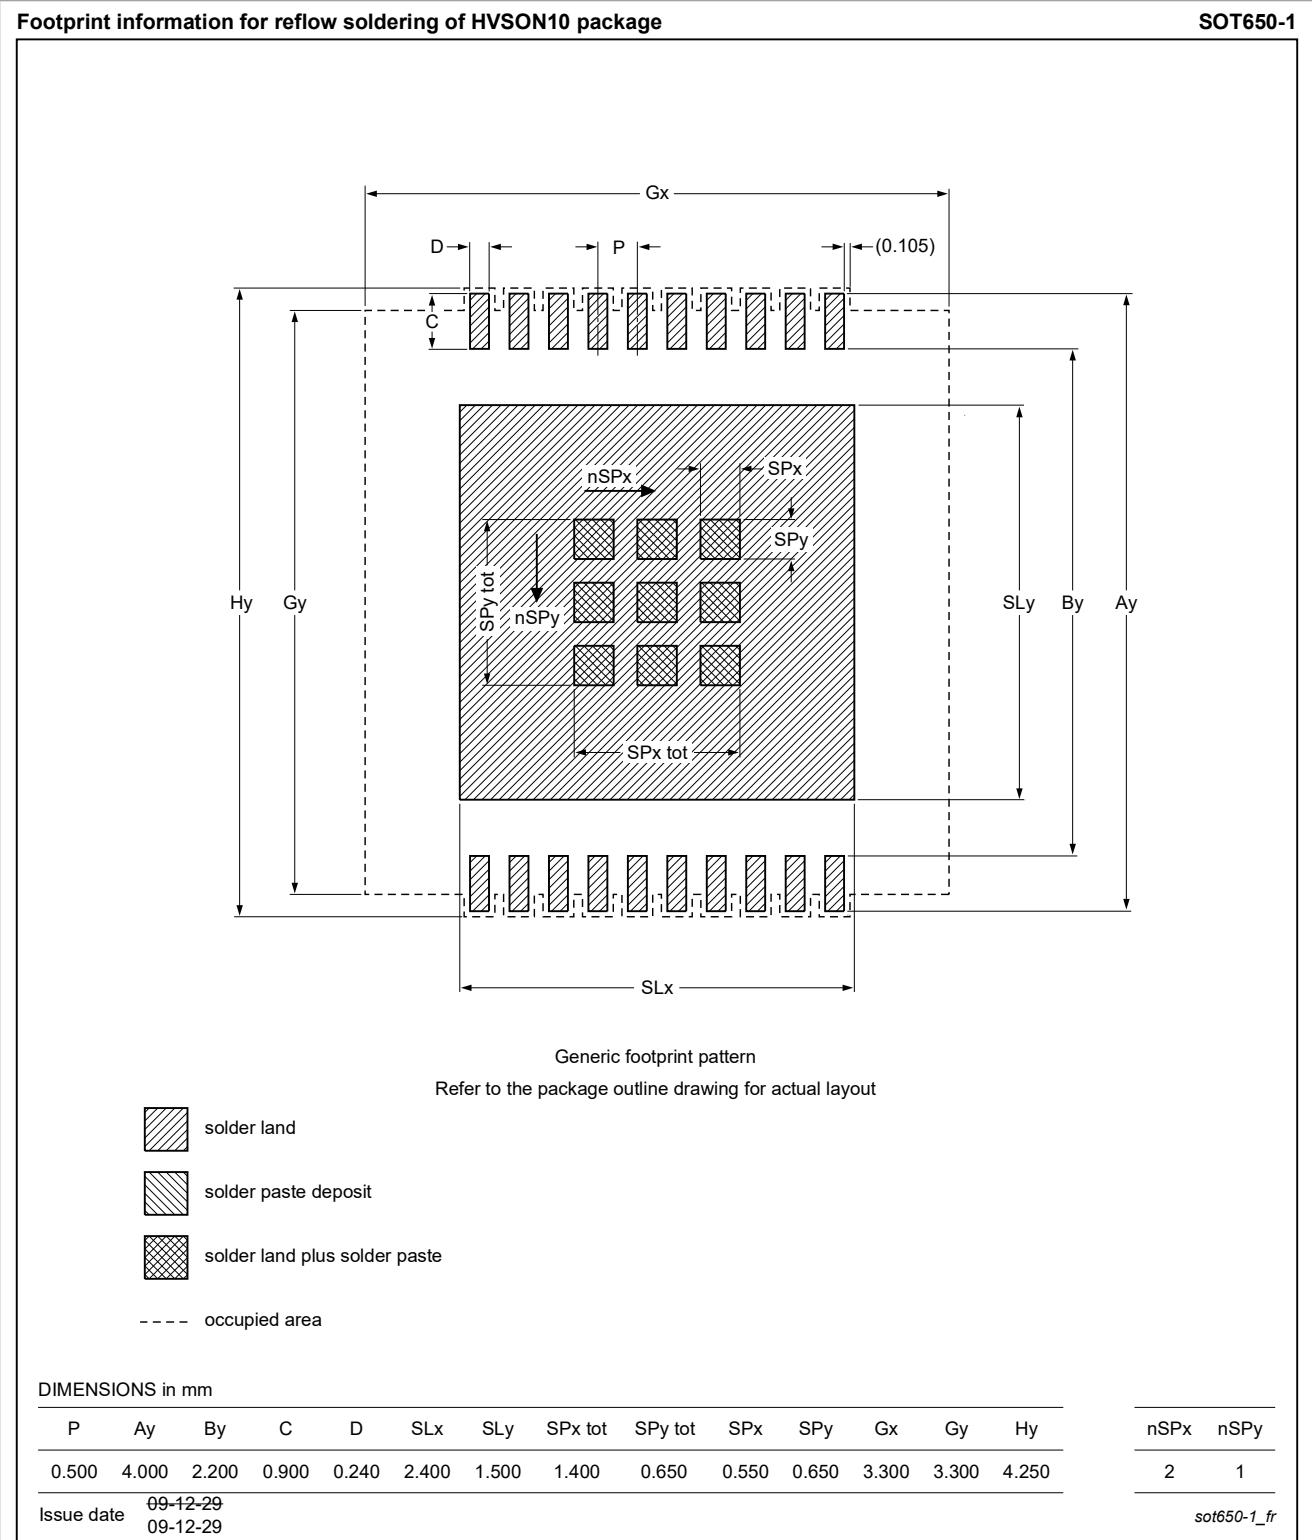 Footprint information for reflow soldering of HVSON10 package SOT650-1
Gx
D P (0.105)
C
nSPx SPx
SPy
SPy tot
nSPy
Hy Gy SLy By Ay
SPx tot
SLx
Generic footprint pattern
Refer to the package outline drawing for actual layout
solder land
solder paste deposit
solder land plus solder paste
occupied area
DIMENSIONS in mm
P Ay By C D SLx SLy SPx tot SPy tot SPx SPy Gx Gy Hy nSPx nSPy
0.500 4.000 2.200 0.900 0.240 2.400 1.500 1.400 0.650 0.550 0.650 3.300 3.300 4.250 2 1
Issue date 09-12-29
09-12-29
sot650-1_fr